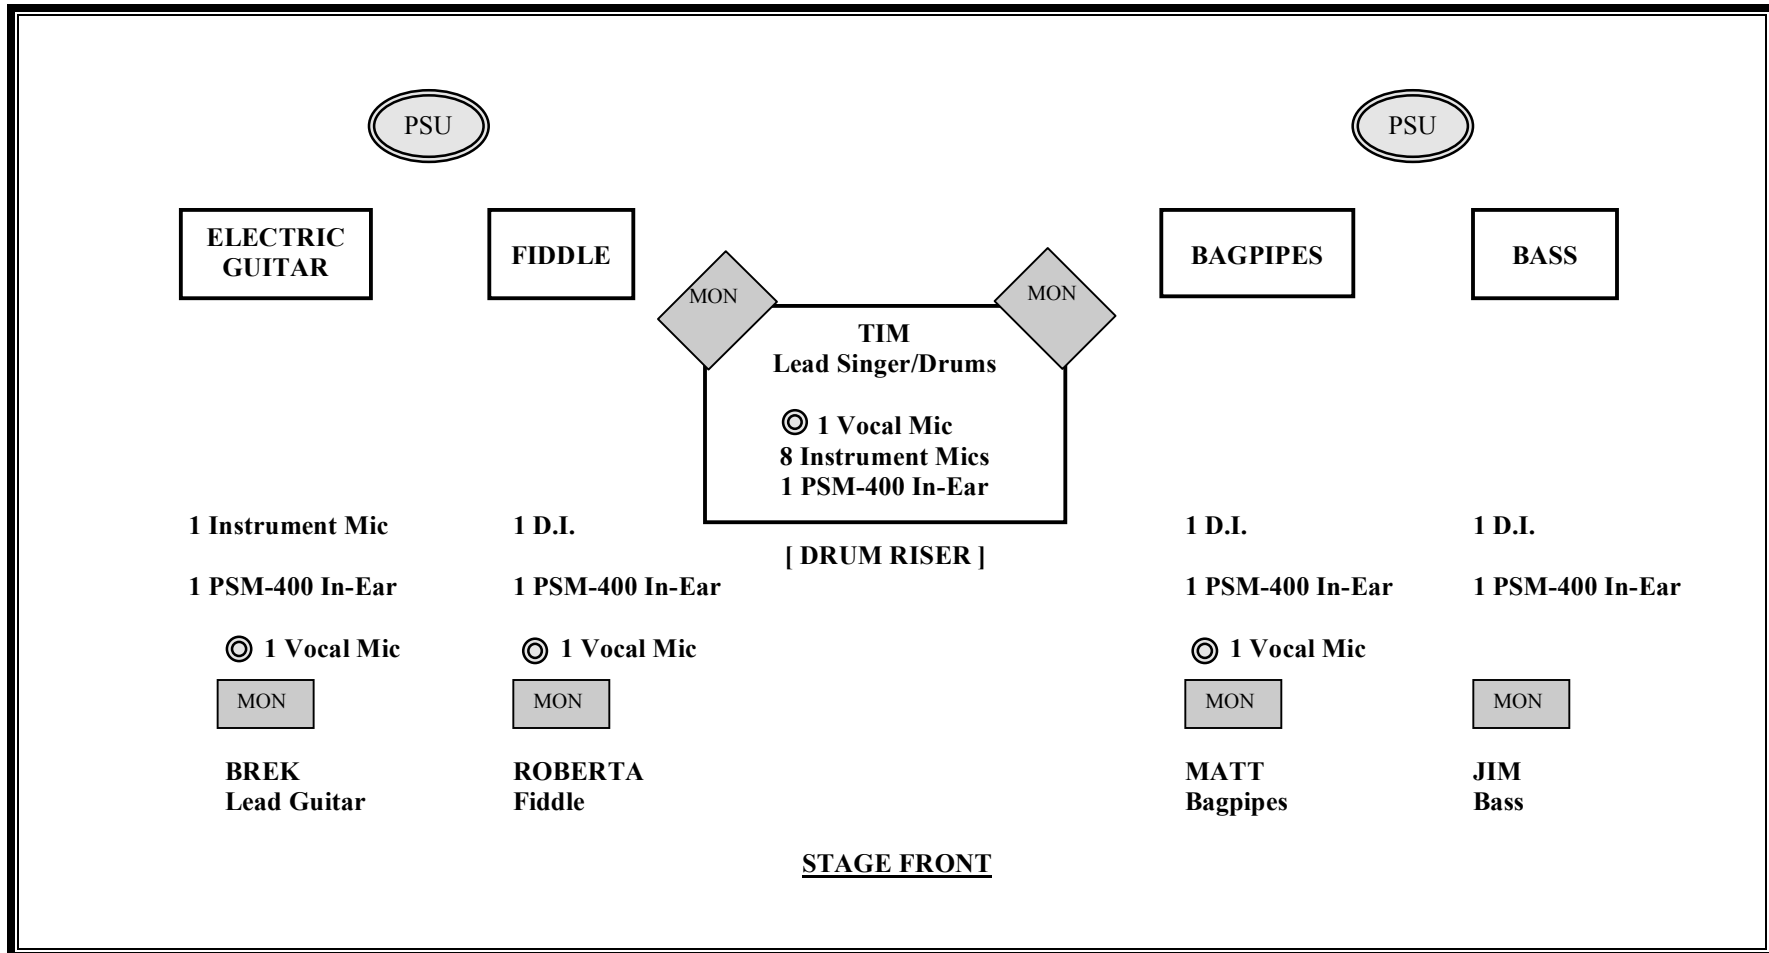 PSU
PSU
ELECTRIC
GUITAR
FIDDLE
BAGPIPES
BASS
MON
MON
TIM
Lead Singer/Drums
1 Vocal Mic
8 Instrument Mics
1 PSM-400 In-Ear
[ DRUM RISER ]
1 Instrument Mic
1 PSM-400 In-Ear
1 Vocal Mic
MON
BREK
Lead Guitar
1 D.I.
1 PSM-400 In-Ear
1 Vocal Mic
MON
ROBERTA
Fiddle
1 D.I.
1 PSM-400 In-Ear
1 Vocal Mic
MON
MATT
Bagpipes
1 D.I.
1 PSM-400 In-Ear
MON
JIM
Bass
STAGE FRONT